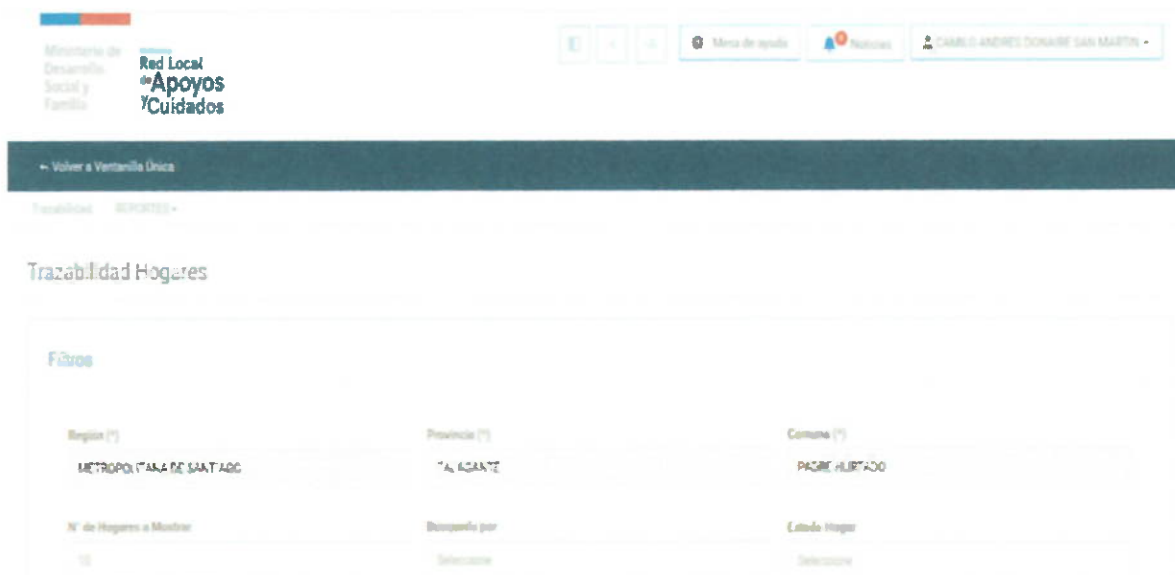 Ministerio de
Desarrollo
Social y
Familia
Red Local
de Apoyos
y Cuidados
Mesa de ayuda
0 Noticias
CAMILO ANDRES DONAIRE SAN MARTIN
← Volver a Ventanilla Única
Trazabilidad REPORTES
Trazabilidad Hogares
Filtros
Región (*) Provincia (*) Comuna (*)
METROPOLITANA DE SANTIAGO TALAGANTE PADRE HURTADO
N° de Hogares a Mostrar Busqueda por Estado Hogar
10 Seleccione Seleccione